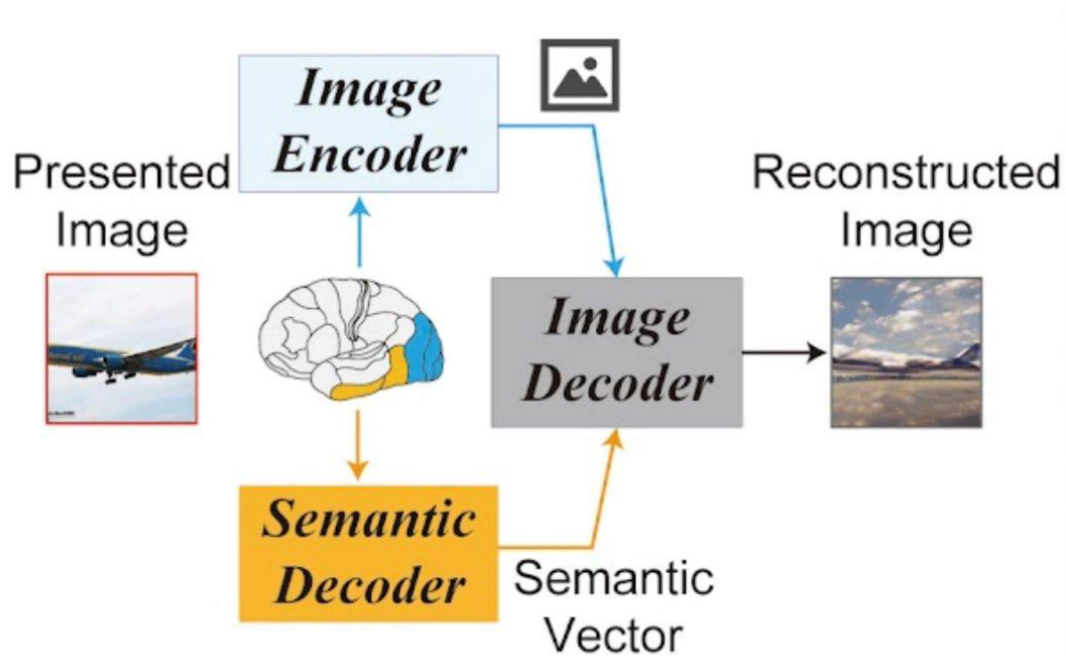 Image
Encoder
Presented
Image
Reconstructed
Image
Image
Decoder
Semantic
Decoder
Semantic
Vector